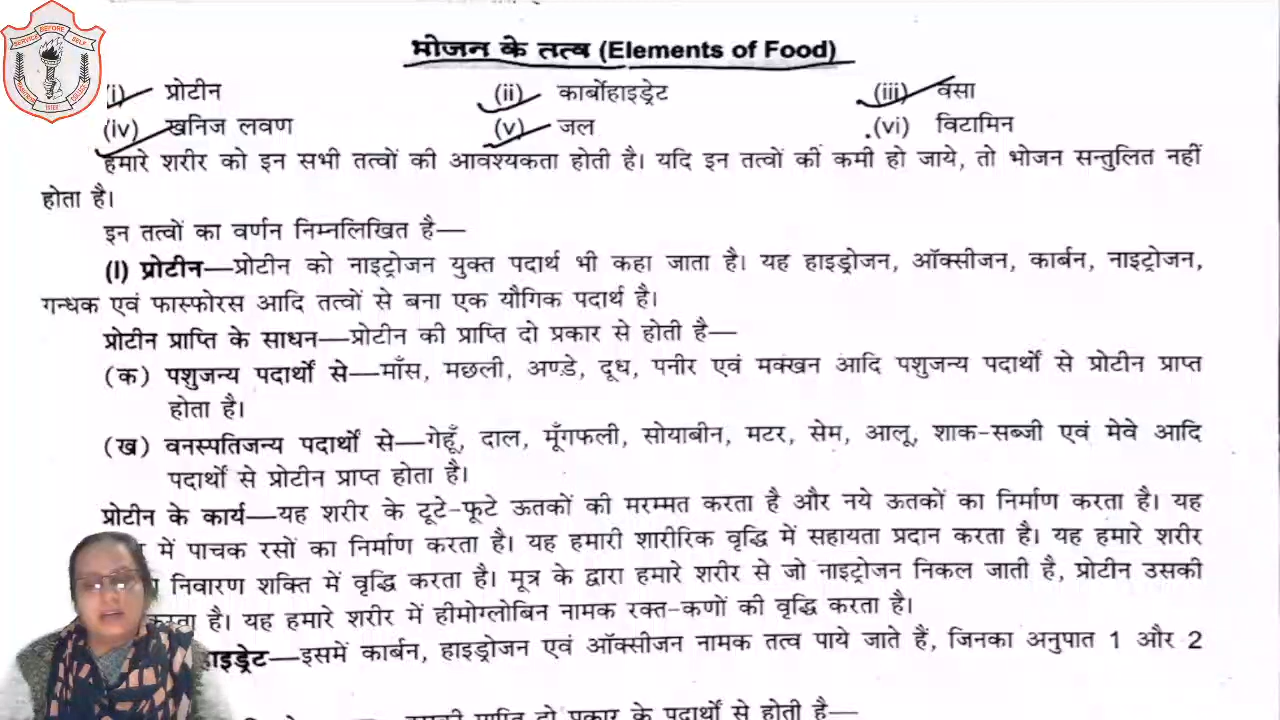 SERVICE BEFORE SELF
भोजन के तत्व (Elements of Food)
(i) प्रोटीन (ii) कार्बोहाइड्रेट (iii) वसा
(iv) खनिज लवण (v) जल (vi) विटामिन
हमारे शरीर को इन सभी तत्वों की आवश्यकता होती है। यदि इन तत्वों की कमी हो जाये, तो भोजन सन्तुलित नहीं
होता है।
इन तत्वों का वर्णन निम्नलिखित है—
(I) प्रोटीन—प्रोटीन को नाइट्रोजन युक्त पदार्थ भी कहा जाता है। यह हाइड्रोजन, ऑक्सीजन, कार्बन, नाइट्रोजन,
गन्धक एवं फास्फोरस आदि तत्वों से बना एक यौगिक पदार्थ है।
प्रोटीन प्राप्ति के साधन—प्रोटीन की प्राप्ति दो प्रकार से होती है—
(क) पशुजन्य पदार्थों से—माँस, मछली, अण्डे, दूध, पनीर एवं मक्खन आदि पशुजन्य पदार्थों से प्रोटीन प्राप्त
होता है।
(ख) वनस्पतिजन्य पदार्थों से—गेहूँ, दाल, मूँगफली, सोयाबीन, मटर, सेम, आलू, शाक-सब्जी एवं मेवे आदि
पदार्थों से प्रोटीन प्राप्त होता है।
प्रोटीन के कार्य—यह शरीर के टूटे-फूटे ऊतकों की मरम्मत करता है और नये ऊतकों का निर्माण करता है। यह
में पाचक रसों का निर्माण करता है। यह हमारी शारीरिक वृद्धि में सहायता प्रदान करता है। यह हमारे शरीर
निवारण शक्ति में वृद्धि करता है। मूत्र के द्वारा हमारे शरीर से जो नाइट्रोजन निकल जाती है, प्रोटीन उसकी
करता है। यह हमारे शरीर में हीमोग्लोबिन नामक रक्त-कणों की वृद्धि करता है।
हाइड्रेट—इसमें कार्बन, हाइड्रोजन एवं ऑक्सीजन नामक तत्व पाये जाते हैं, जिनका अनुपात 1 और 2
प्राप्ति दो प्रकार के पदार्थों से होती है—